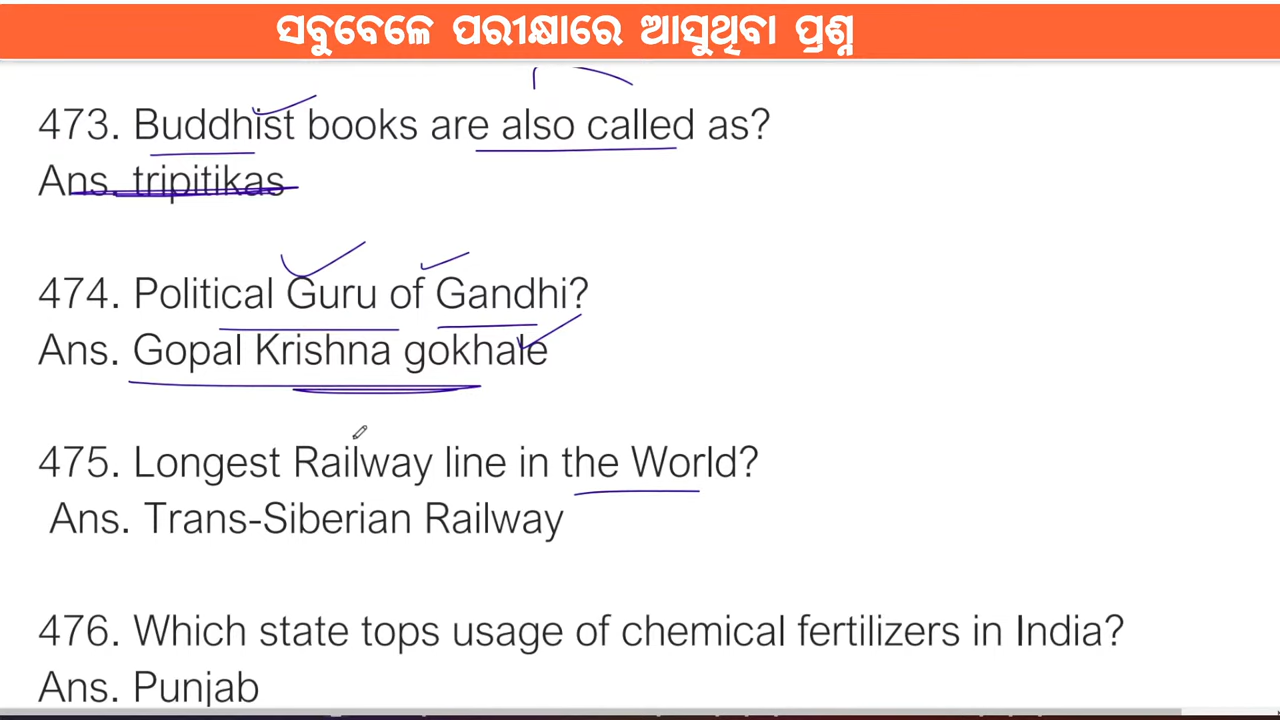 ସବୁବେଳେ ପରୀକ୍ଷାରେ ଆସୁଥିବା ପ୍ରଶ୍ନ
473. Buddhist books are also called as?
Ans. tripitikas
474. Political Guru of Gandhi?
Ans. Gopal Krishna gokhale
475. Longest Railway line in the World?
Ans. Trans-Siberian Railway
476. Which state tops usage of chemical fertilizers in India?
Ans. Punjab